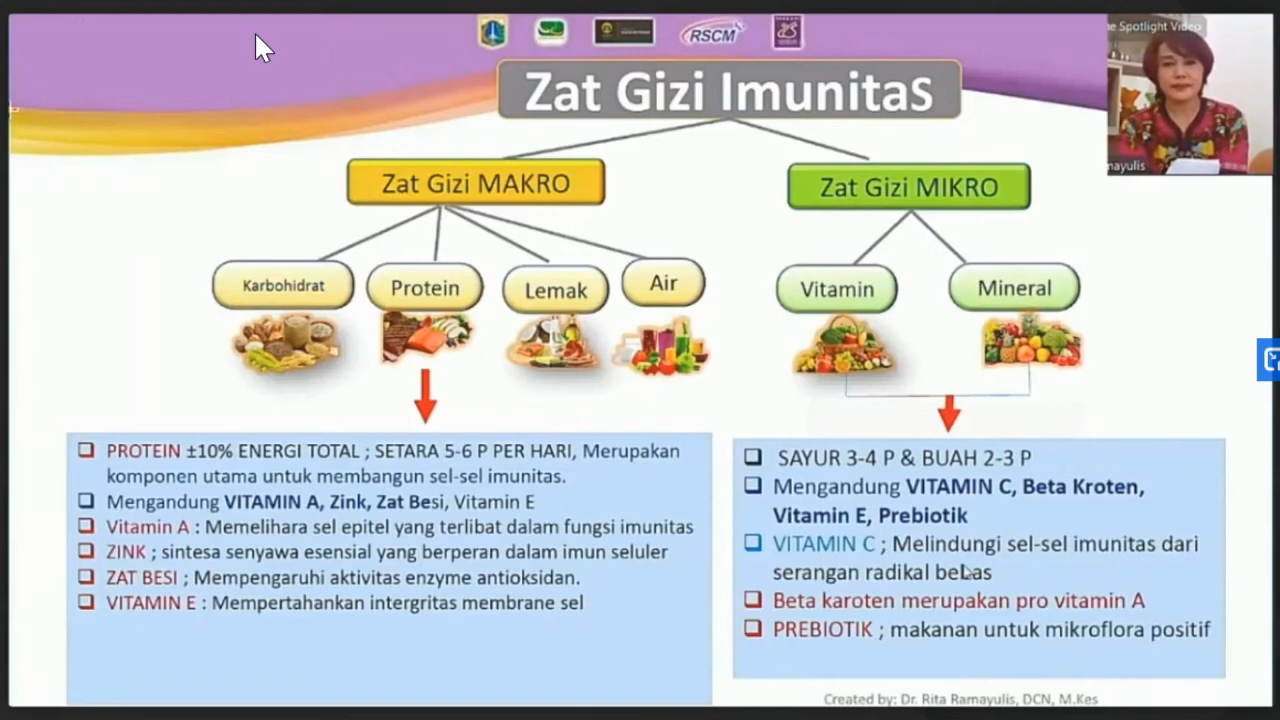 RSCM
ne Spotlight Video
Zat Gizi Imunitas
mayulis
Zat Gizi MAKRO
Zat Gizi MIKRO
Karbohidrat
Protein
Lemak
Air
Vitamin
Mineral
PROTEIN ±10% ENERGI TOTAL ; SETARA 5-6 P PER HARI, Merupakan
komponen utama untuk membangun sel-sel imunitas.
Mengandung VITAMIN A, Zink, Zat Besi, Vitamin E
Vitamin A : Memelihara sel epitel yang terlibat dalam fungsi imunitas
ZINK ; sintesa senyawa esensial yang berperan dalam imun seluler
ZAT BESI ; Mempengaruhi aktivitas enzyme antioksidan.
VITAMIN E : Mempertahankan intergritas membrane sel
SAYUR 3-4 P & BUAH 2-3 P
Mengandung VITAMIN C, Beta Kroten,
Vitamin E, Prebiotik
VITAMIN C ; Melindungi sel-sel imunitas dari
serangan radikal bebas
Beta karoten merupakan pro vitamin A
PREBIOTIK ; makanan untuk mikroflora positif
Created by: Dr. Rita Ramayulis, DCN, M.Kes